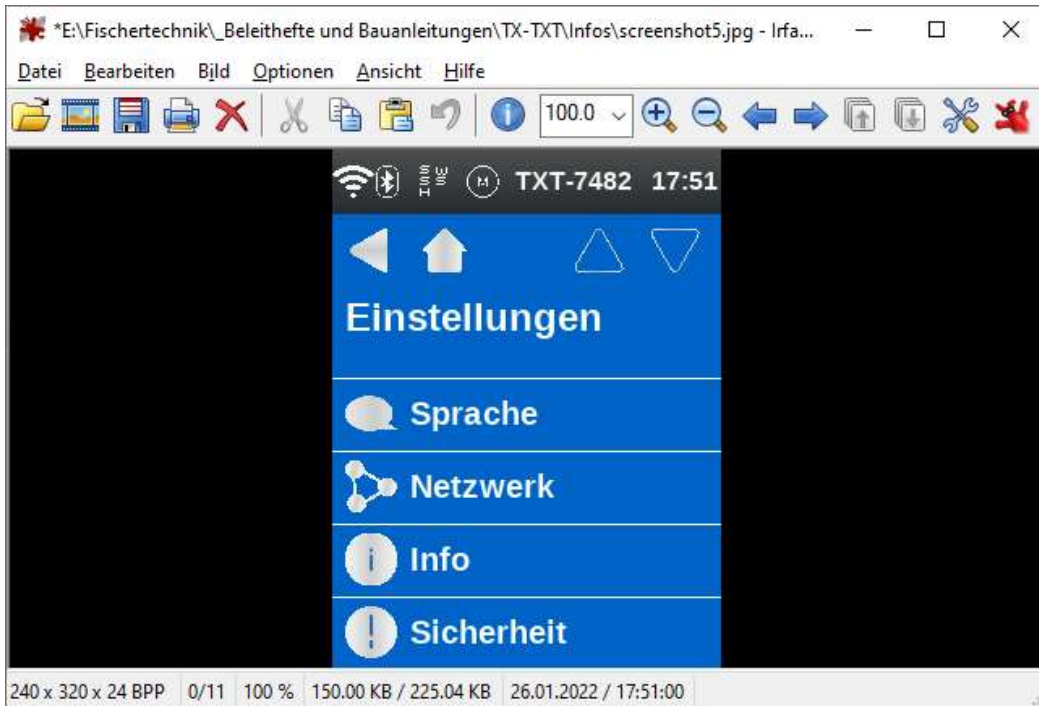 *E:\Fischertechnik\_Beleithefte und Bauanleitungen\TX-TXT\Infos\screenshot5.jpg - Irfa...
Datei Bearbeiten Bild Optionen Ansicht Hilfe
100.0
SSH WS M TXT-7482 17:51
Einstellungen
Sprache
Netzwerk
i Info
! Sicherheit
240 x 320 x 24 BPP 0/11 100 % 150.00 KB / 225.04 KB 26.01.2022 / 17:51:00